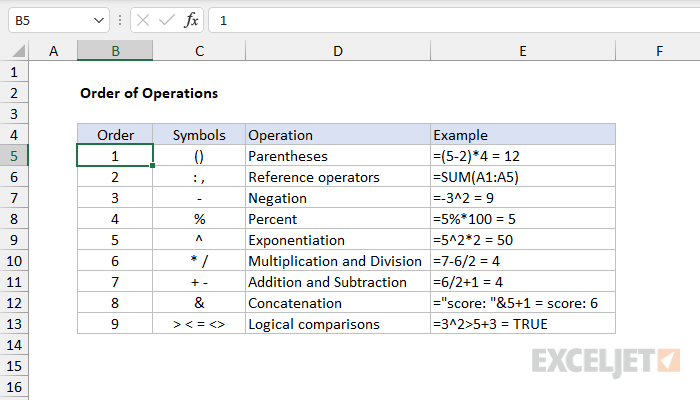 B5 fx 1
A B C D E F
1
2 Order of Operations
3
4 Order Symbols Operation Example
5 1 () Parentheses =(5-2)*4 = 12
6 2 : , Reference operators =SUM(A1:A5)
7 3 - Negation =-3^2 = 9
8 4 % Percent =5%*100 = 5
9 5 ^ Exponentiation =5^2*2 = 50
10 6 * / Multiplication and Division =7-6/2 = 4
11 7 + - Addition and Subtraction =6/2+1 = 4
12 8 & Concatenation ="score: "&5+1 = score: 6
13 9 > < = <> Logical comparisons =3^2>5+3 = TRUE
14
15
16
EXCELJET